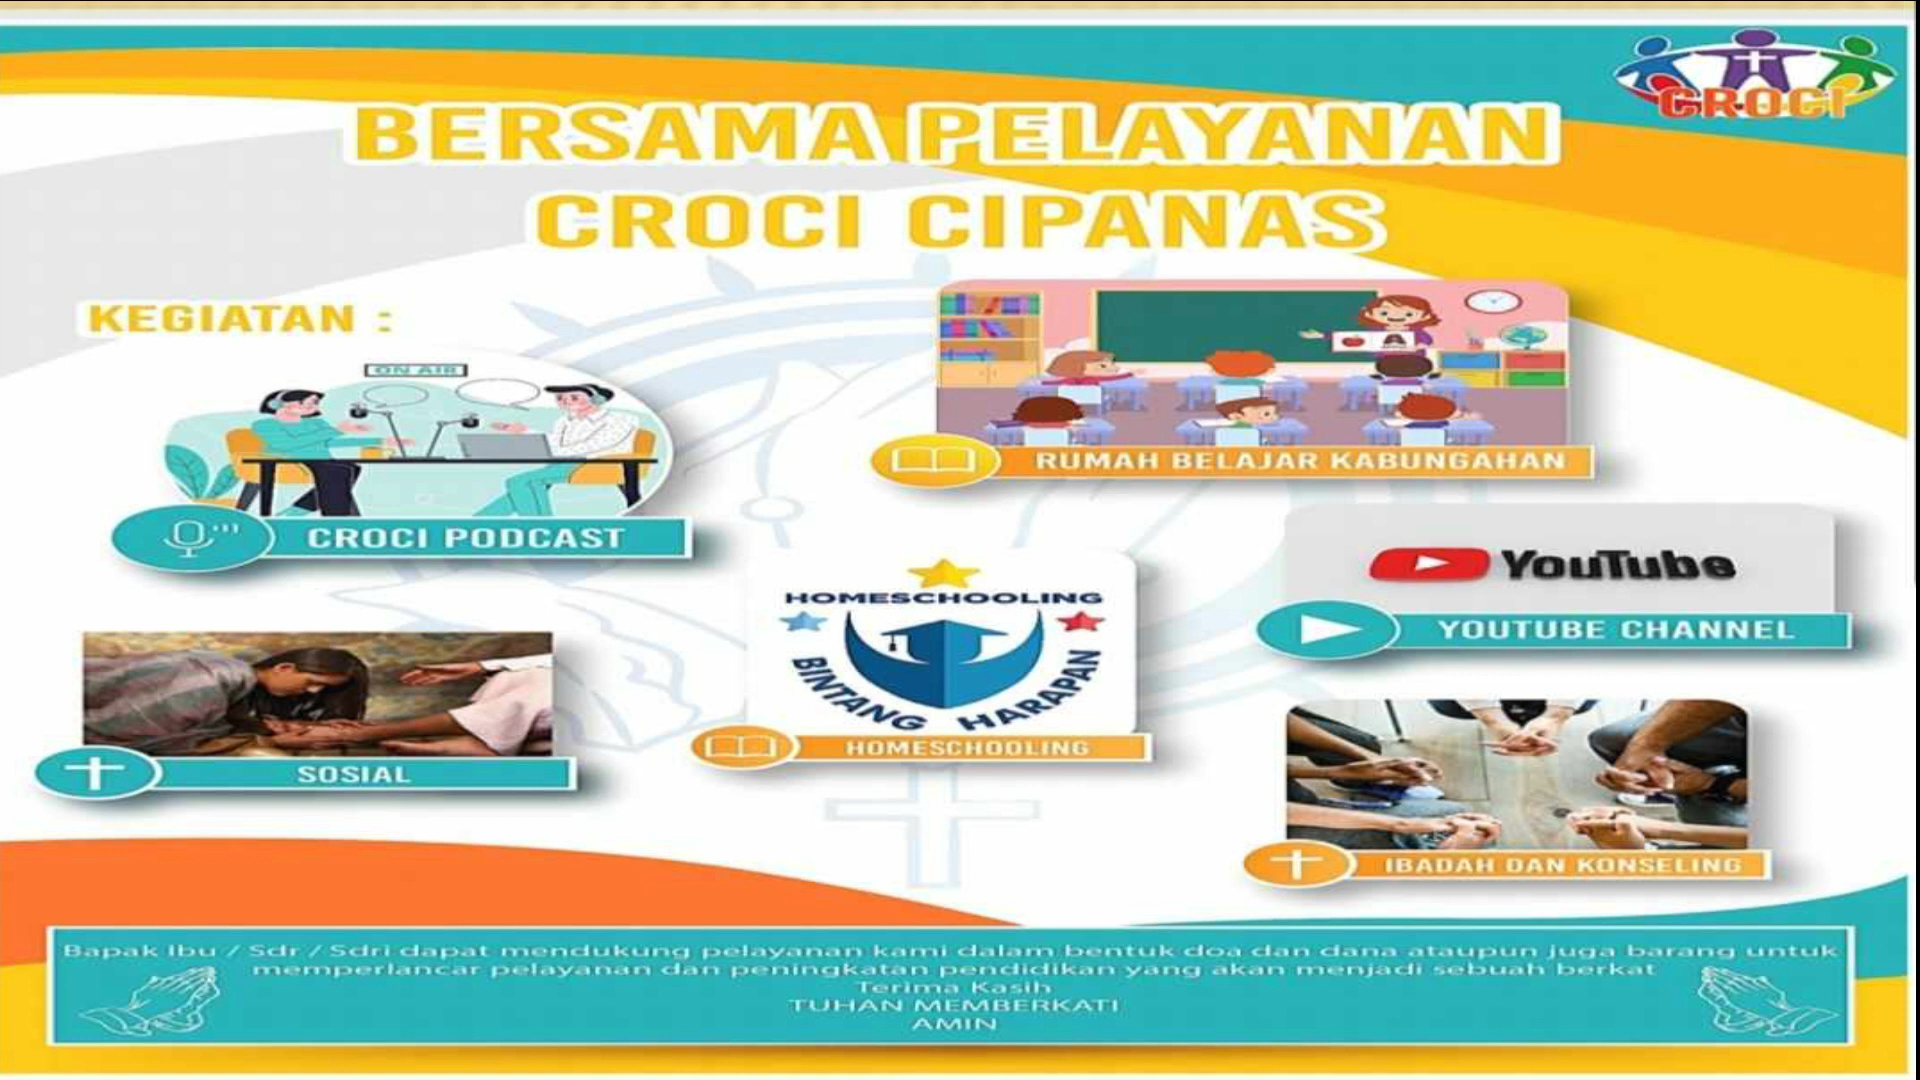 CROCI
BERSAMA PELAYANAN
CROCI CIPANAS
KEGIATAN :
ON AIR
CROCI PODCAST
RUMAH BELAJAR KABUNGAHAN
HOMESCHOOLING
BINTANG HARAPAN
HOMESCHOOLING
YouTube
YOUTUBE CHANNEL
SOSIAL
IBADAH DAN KONSELING
Bapak Ibu / Sdr / Sdri dapat mendukung pelayanan kami dalam bentuk doa dan dana ataupun juga barang untuk
memperlancar pelayanan dan peningkatan pendidikan yang akan menjadi sebuah berkat
Terima Kasih
TUHAN MEMBERKATI
AMIN